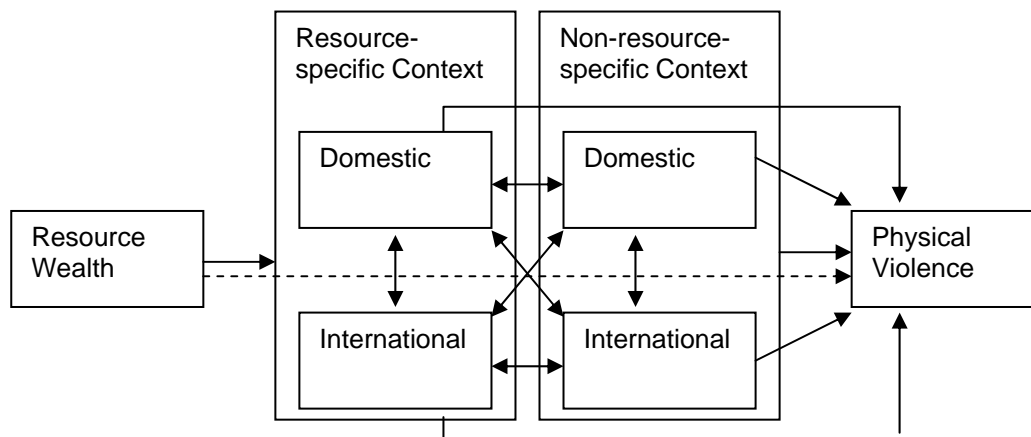 Resource-
specific Context
Non-resource-
specific Context
Domestic
Domestic
Resource
Wealth
Physical
Violence
International
International